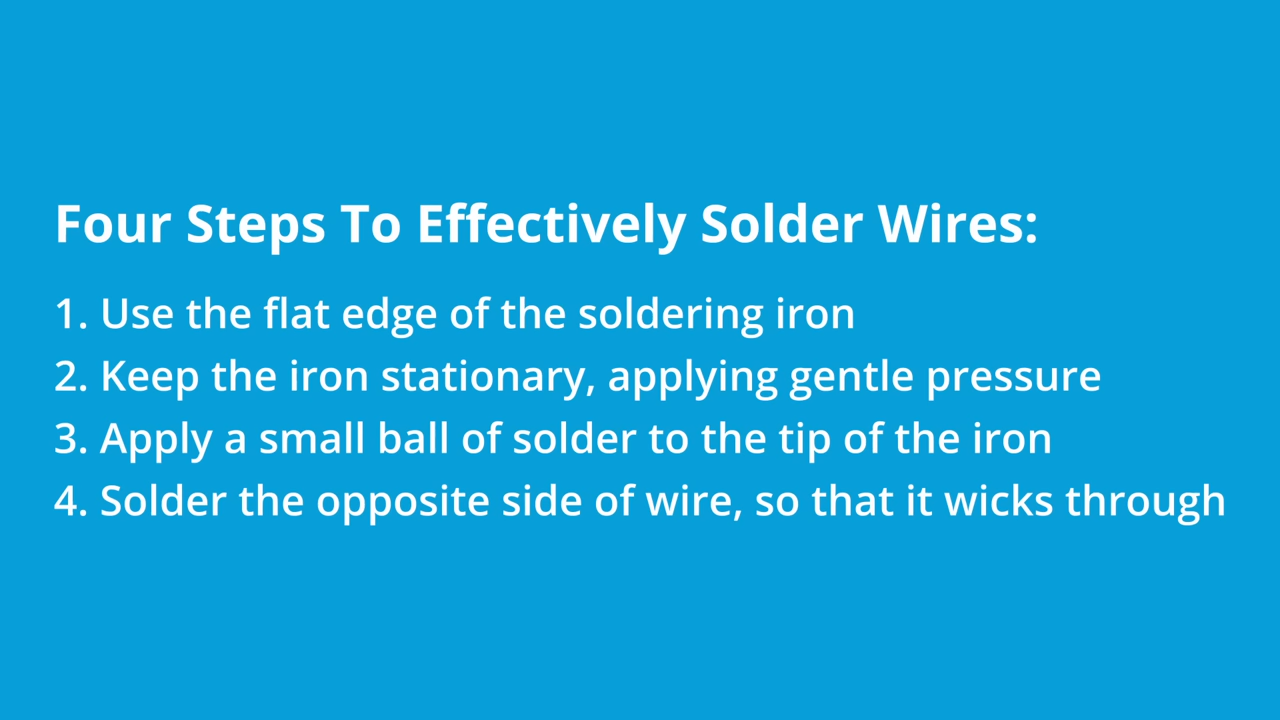 Four Steps To Effectively Solder Wires:
1. Use the flat edge of the soldering iron
2. Keep the iron stationary, applying gentle pressure
3. Apply a small ball of solder to the tip of the iron
4. Solder the opposite side of wire, so that it wicks through